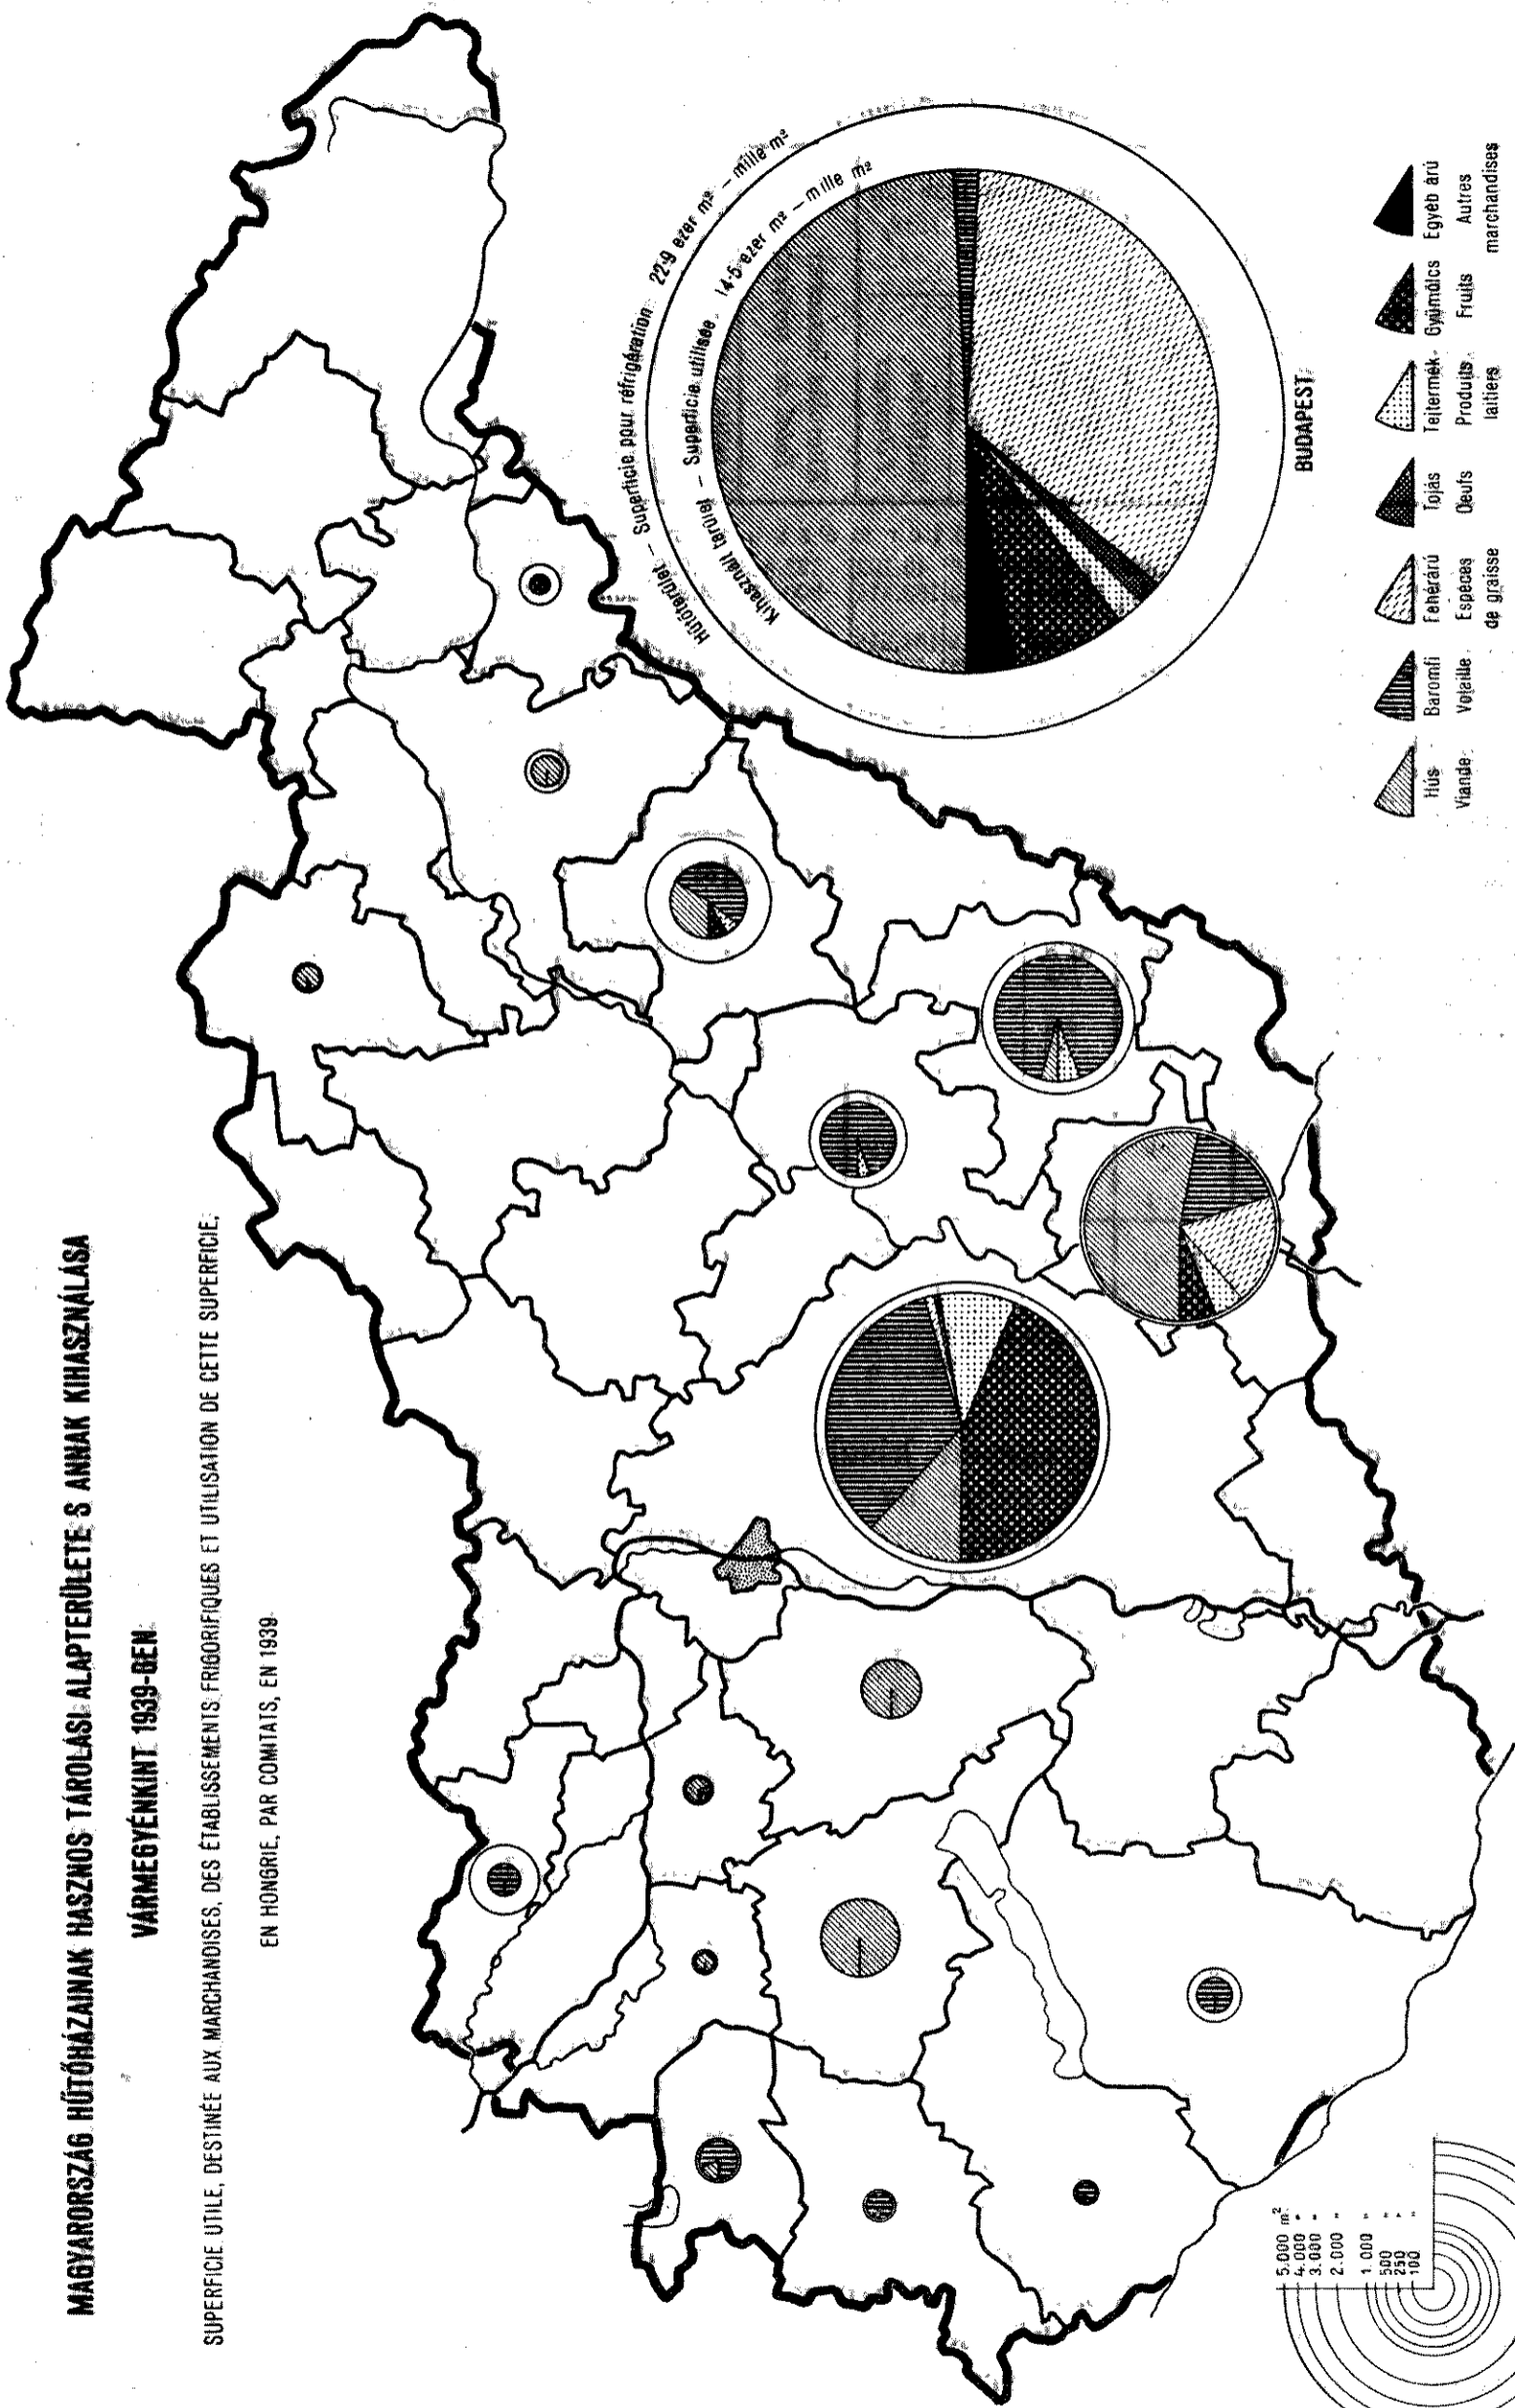 MAGYARORSZÁG HŰTŐHÁZAINAK HASZNOS TÁROLÁSI ALAPTERÜLETE S ANNAK KIHASZNÁLÁSA
VÁRMEGYÉNKINT 1939-BEN
SUPERFICIE UTILE, DESTINÉE AUX MARCHANDISES, DES ÉTABLISSEMENTS FRIGORIFIQUES ET UTILISATION DE CETTE SUPERFICIE,
EN HONGRIE, PAR COMITATS, EN 1939
Hűtőterület – Superficie pour réfrigération 22·9 ezer m² – mille m²
Kihasznált terület – Superficie utilisée 14·5 ezer m² – mille m²
BUDAPEST
5.000 m²
4.000 "
3.000 "
2.000 "
1.000 "
500 "
250 "
100 "
Hús Baromfi Fehéráru Tojás Tejtermék Gyümölcs Egyéb áru
Viande Volaille Espèces Oeufs Produits Fruits Autres
de graisse laitiers marchandises